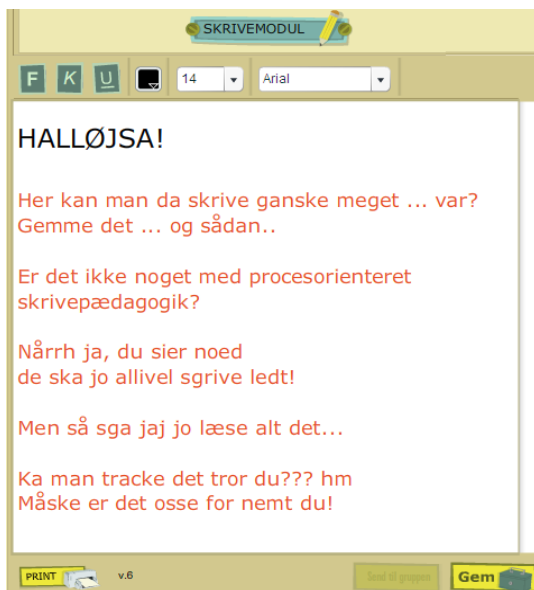 SKRIVEMODUL
F K U 14 Arial
HALLØJSA!
Her kan man da skrive ganske meget ... var?
Gemme det ... og sådan..
Er det ikke noget med procesorienteret
skrivepædagogik?
Nårrh ja, du sier noed
de ska jo allivel sgrive ledt!
Men så sga jaj jo læse alt det...
Ka man tracke det tror du??? hm
Måske er det osse for nemt du!
PRINT v.6 Send til gruppen Gem